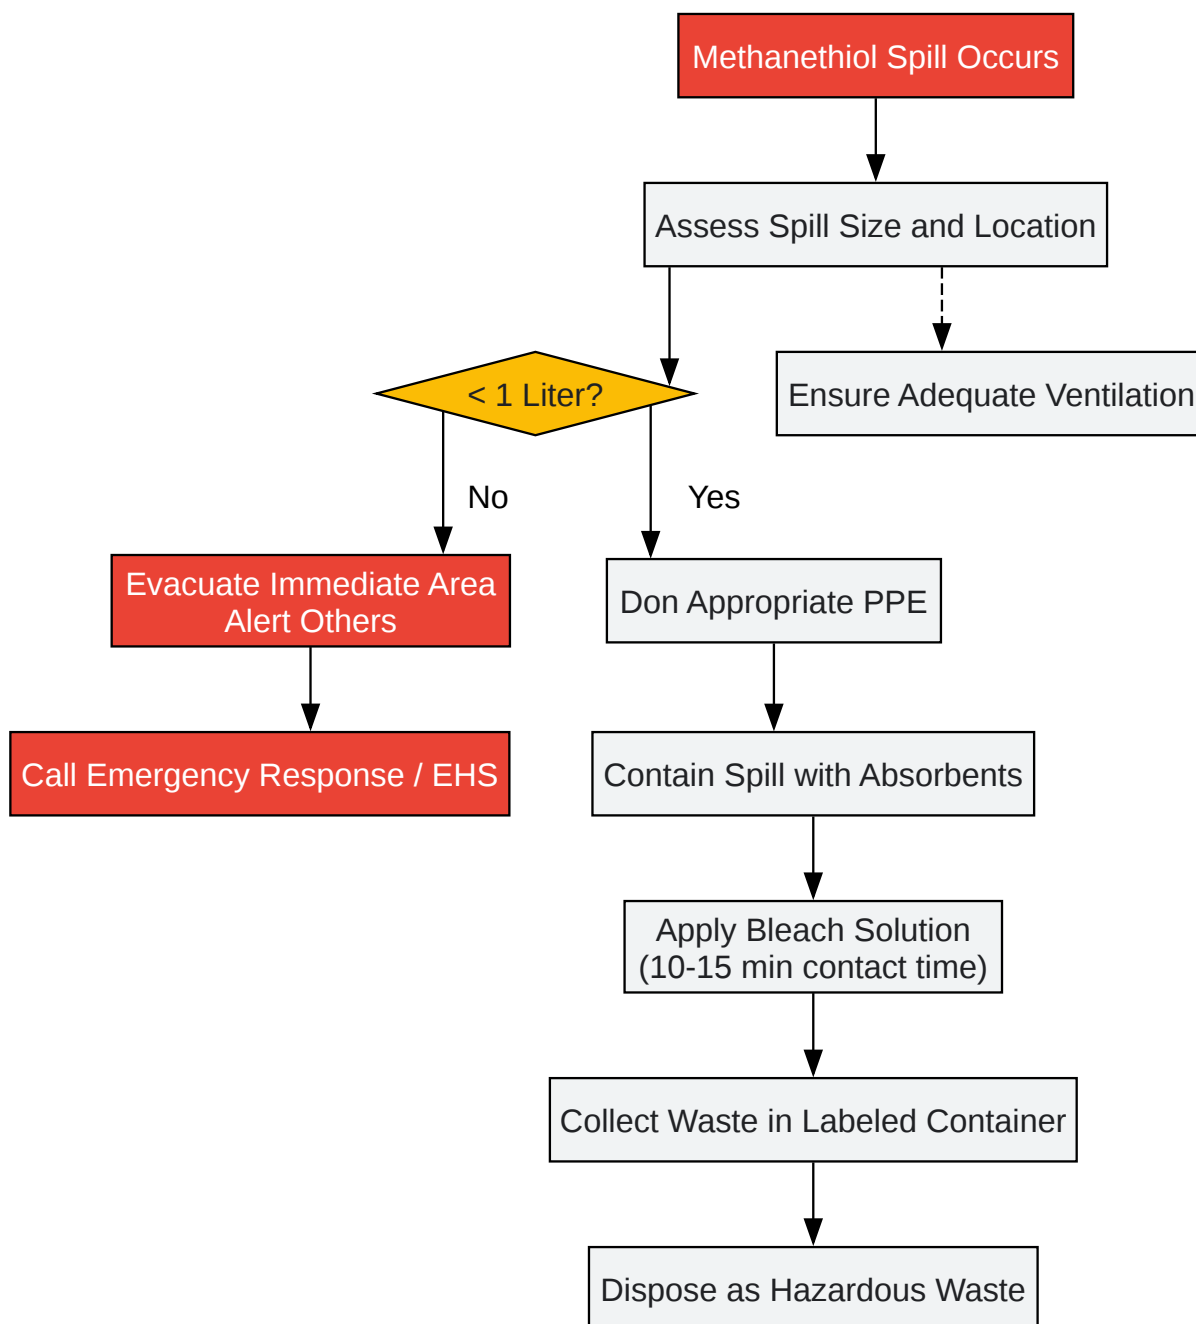 Methanethiol Spill Occurs
Assess Spill Size and Location
< 1 Liter?
Ensure Adequate Ventilation
No
Yes
Evacuate Immediate Area
Alert Others
Don Appropriate PPE
Call Emergency Response / EHS
Contain Spill with Absorbents
Apply Bleach Solution
(10-15 min contact time)
Collect Waste in Labeled Container
Dispose as Hazardous Waste